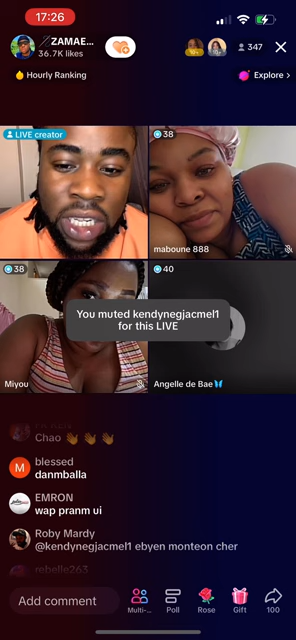 17:26
ZAMAE...
36.7K likes
347
Hourly Ranking
Explore >
LIVE creator
38
maboune 888
38
40
You muted kendynegjacmel1
for this LIVE
Miyou
Angelle de Bae🦋
Chao 👋 👋 👋
M
blessed
danmballa
EMRON
wap pranm ui
Roby Mardy
@kendynegjacmel1 ebyen monteon cher
rebelle263
Add comment
Multi-...
Poll
Rose
Gift
100